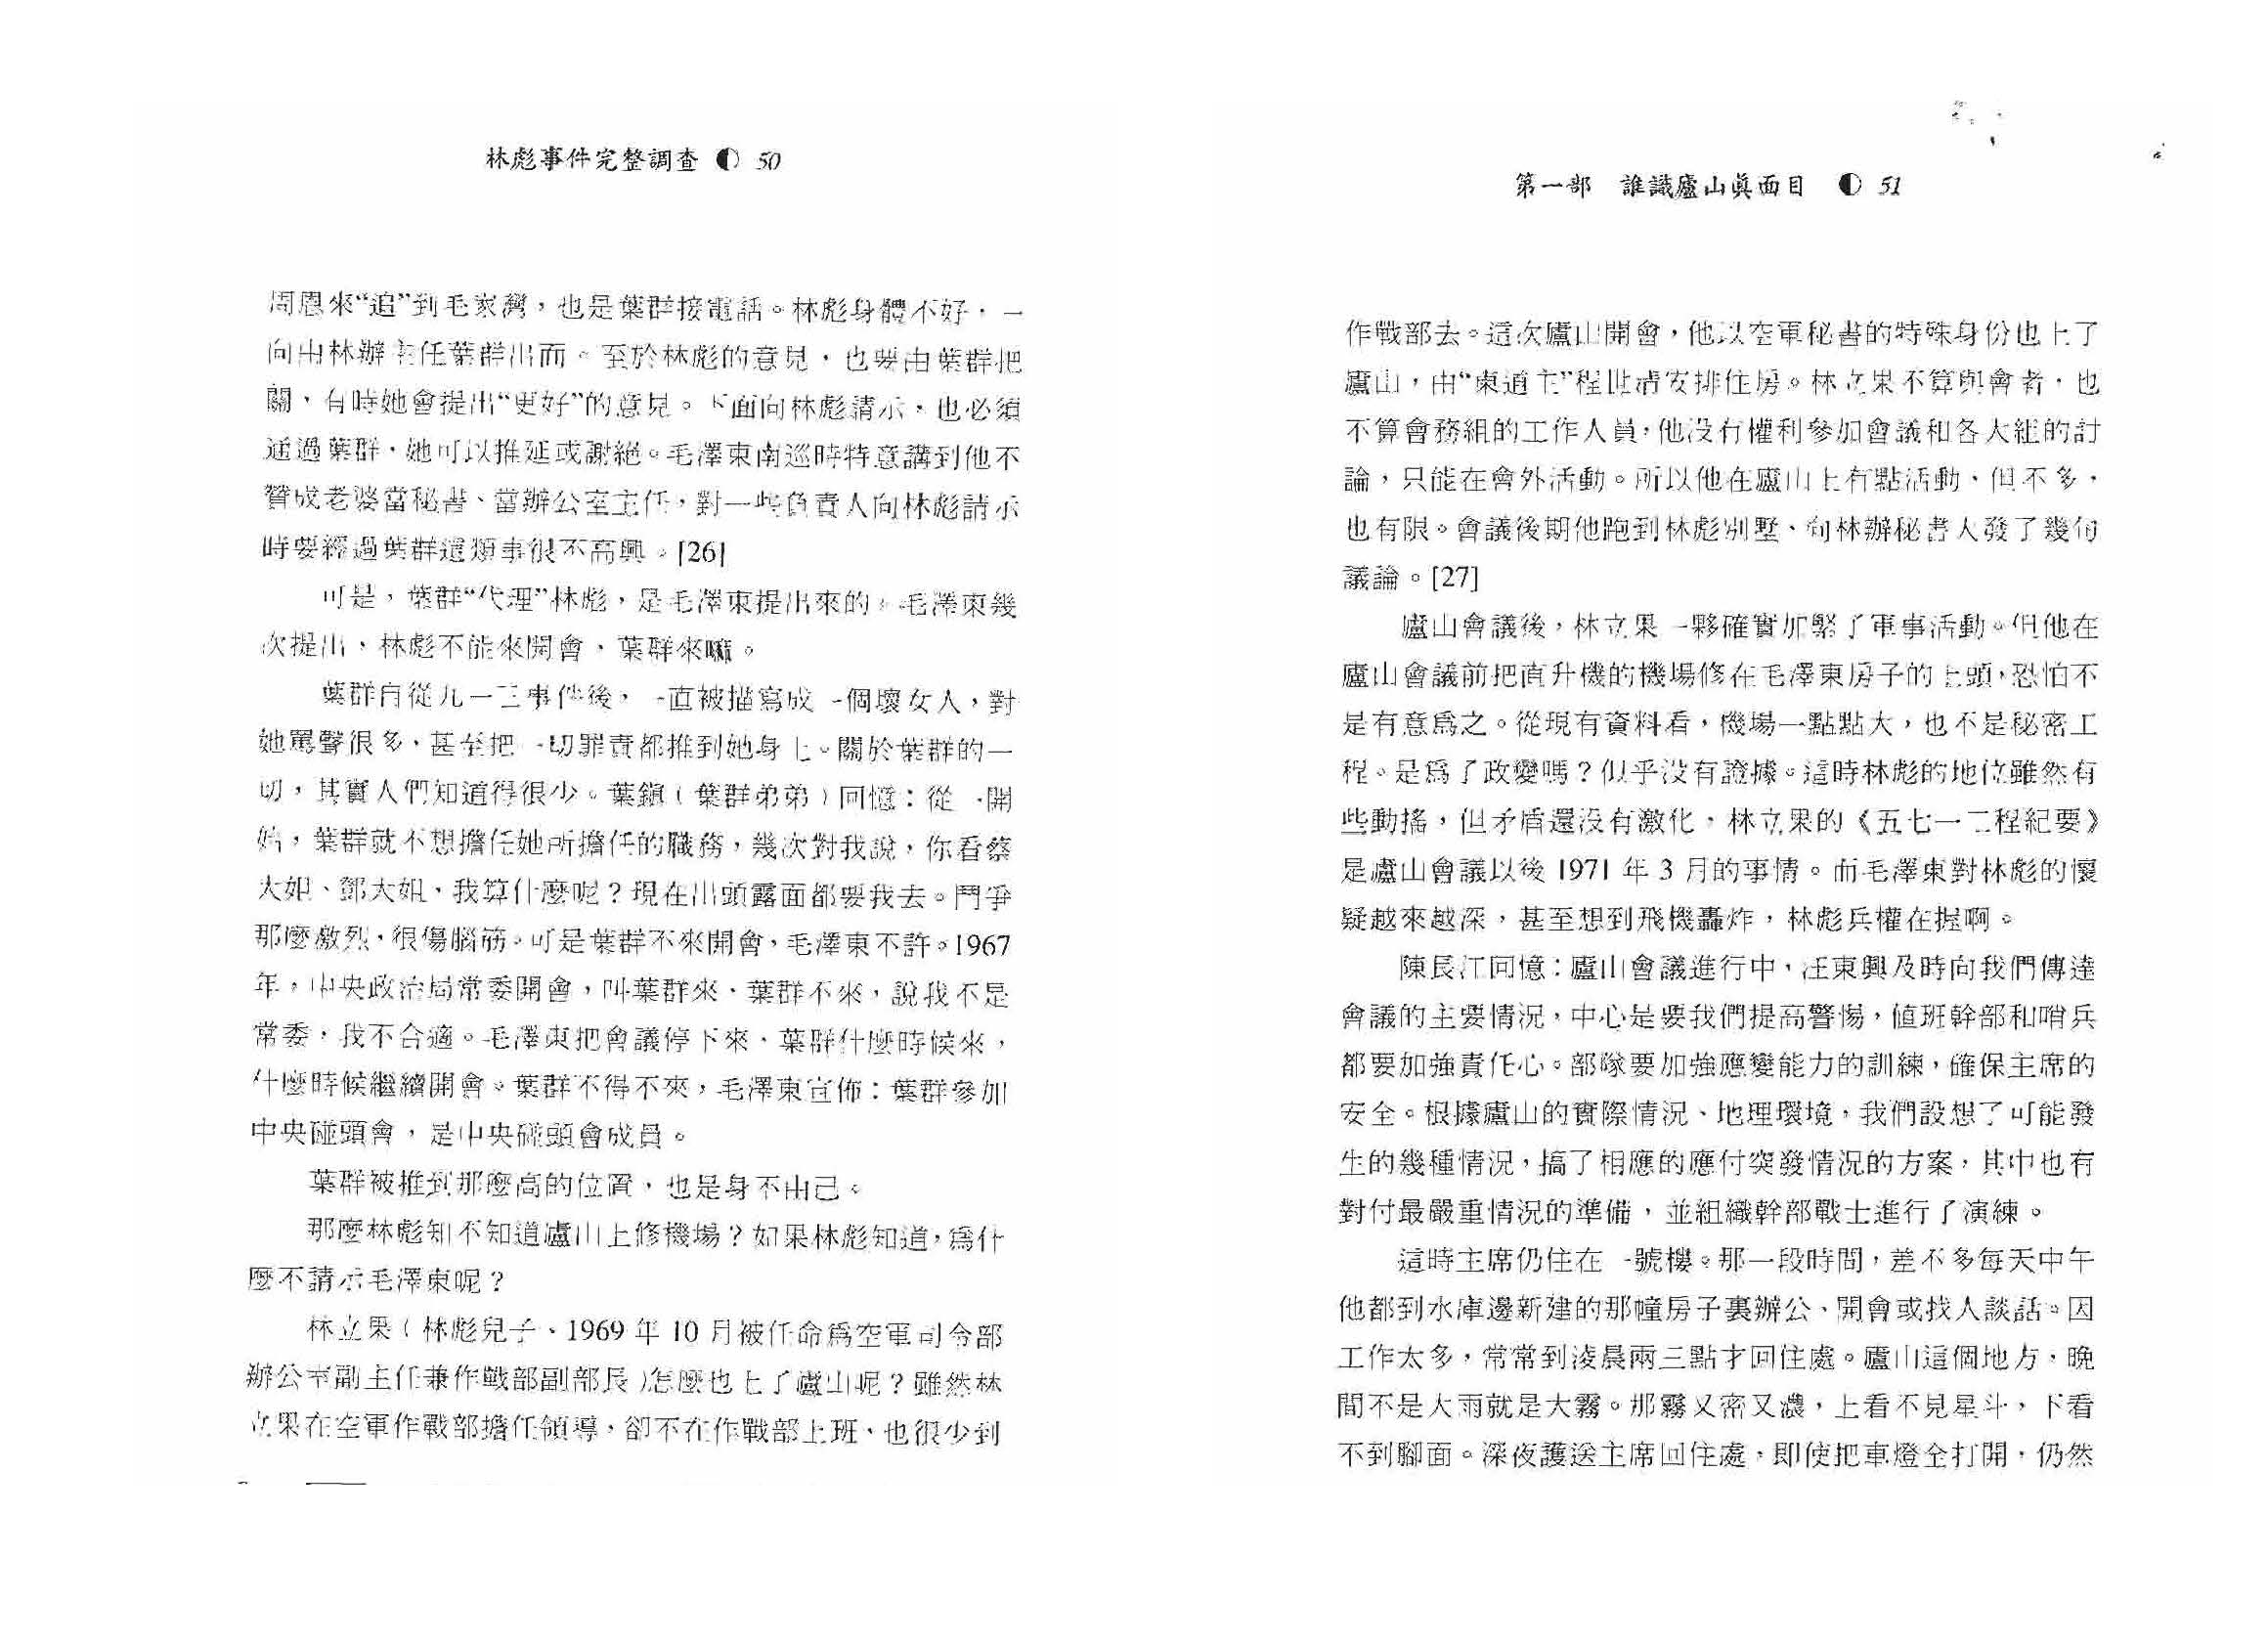 林彪事件完整調查 50
周恩來“追”到毛家灣，也是葉群接電話。林彪身體不好，一
向由林辦主任葉群出面。至於林彪的意見，也要由葉群把
關，有時她會提出“更好”的意見。下面向林彪請示，也必須
通過葉群，她可以推延或謝絕。毛澤東南巡時特意講到他不
贊成老婆當秘書、當辦公室主任，對一些負責人向林彪請示
時要經過葉群這類事很不高興。[26]
可是，葉群“代理”林彪，是毛澤東提出來的。毛澤東幾
次提出，林彪不能來開會，葉群來嘛。
葉群自從九一三事件後，一直被描寫成一個壞女人，對
她罵聲很多，甚至把一切罪責都推到她身上。關於葉群的一
切，其實人們知道得很少。葉鎮（葉群弟弟）回憶：從一開
始，葉群就不想擔任她所擔任的職務，幾次對我說，你看蔡
大姐、鄧大姐，我算什麼呢？現在出頭露面都要我去。鬥爭
那麼激烈，很傷腦筋。可是葉群不來開會，毛澤東不許。1967
年，中央政治局常委開會，叫葉群來，葉群不來，說我不是
常委，我不合適。毛澤東把會議停下來，葉群什麼時候來，
什麼時候繼續開會。葉群不得不來，毛澤東宣佈：葉群參加
中央碰頭會，是中央碰頭會成員。
葉群被推到那麼高的位置，也是身不由己。
那麼林彪知不知道廬山上修機場？如果林彪知道，爲什
麼不請示毛澤東呢？
林立果（林彪兒子、1969 年 10 月被任命爲空軍司令部
辦公室副主任兼作戰部副部長）怎麼也上了廬山呢？雖然林
立果在空軍作戰部擔任領導，卻不在作戰部上班，也很少到
第一部 誰識廬山眞面目 51
作戰部去。這次廬山開會，他以空軍秘書的特殊身份也上了
廬山，由“東道主”程世清安排住房。林立果不算與會者，也
不算會務組的工作人員，他沒有權利參加會議和各大組的討
論，只能在會外活動。所以他在廬山上有點活動，但不多，
也有限。會議後期他跑到林彪別墅、向林辦秘書人發了幾句
議論。[27]
廬山會議後，林立果一夥確實加緊了軍事活動。但他在
廬山會議前把直升機的機場修在毛澤東房子的上頭，恐怕不
是有意爲之。從現有資料看，機場一點點大，也不是秘密工
程。是爲了政變嗎？似乎沒有證據。這時林彪的地位雖然有
些動搖，但矛盾還沒有激化，林立果的《五七一工程紀要》
是廬山會議以後 1971 年 3 月的事情。而毛澤東對林彪的懷
疑越來越深，甚至想到飛機轟炸，林彪兵權在握啊。
陳長江回憶：廬山會議進行中，汪東興及時向我們傳達
會議的主要情況，中心是要我們提高警惕，値班幹部和哨兵
都要加強責任心。部隊要加強應變能力的訓練，確保主席的
安全。根據廬山的實際情況、地理環境，我們設想了可能發
生的幾種情況，搞了相應的應付突發情況的方案，其中也有
對付最嚴重情況的準備，並組織幹部戰士進行了演練。
這時主席仍住在一號樓。那一段時間，差不多每天中午
他都到水庫邊新建的那幢房子裏辦公、開會或找人談話。因
工作太多，常常到淩晨兩三點才回住處。廬山這個地方，晚
間不是大雨就是大霧。那霧又密又濃，上看不見星斗，下看
不到腳面。深夜護送主席回住處，即使把車燈全打開，仍然